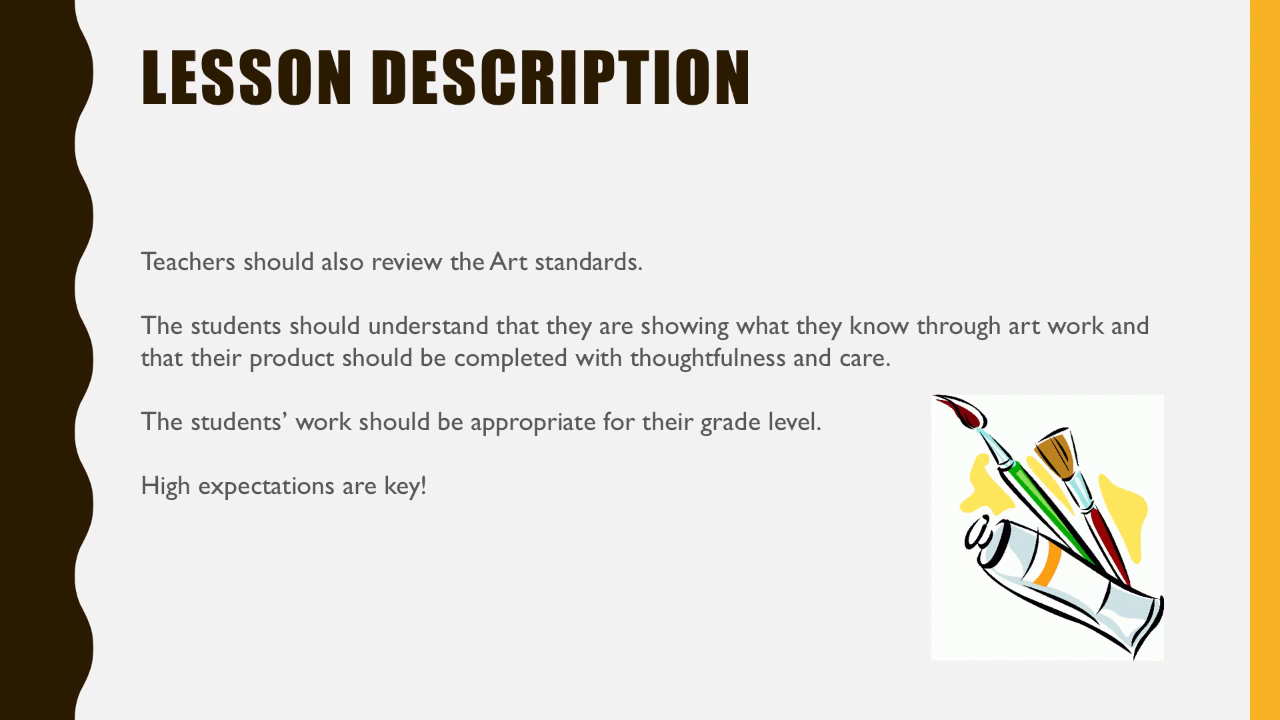 LESSON DESCRIPTION
Teachers should also review the Art standards.
The students should understand that they are showing what they know through art work and
that their product should be completed with thoughtfulness and care.
The students’ work should be appropriate for their grade level.
High expectations are key!